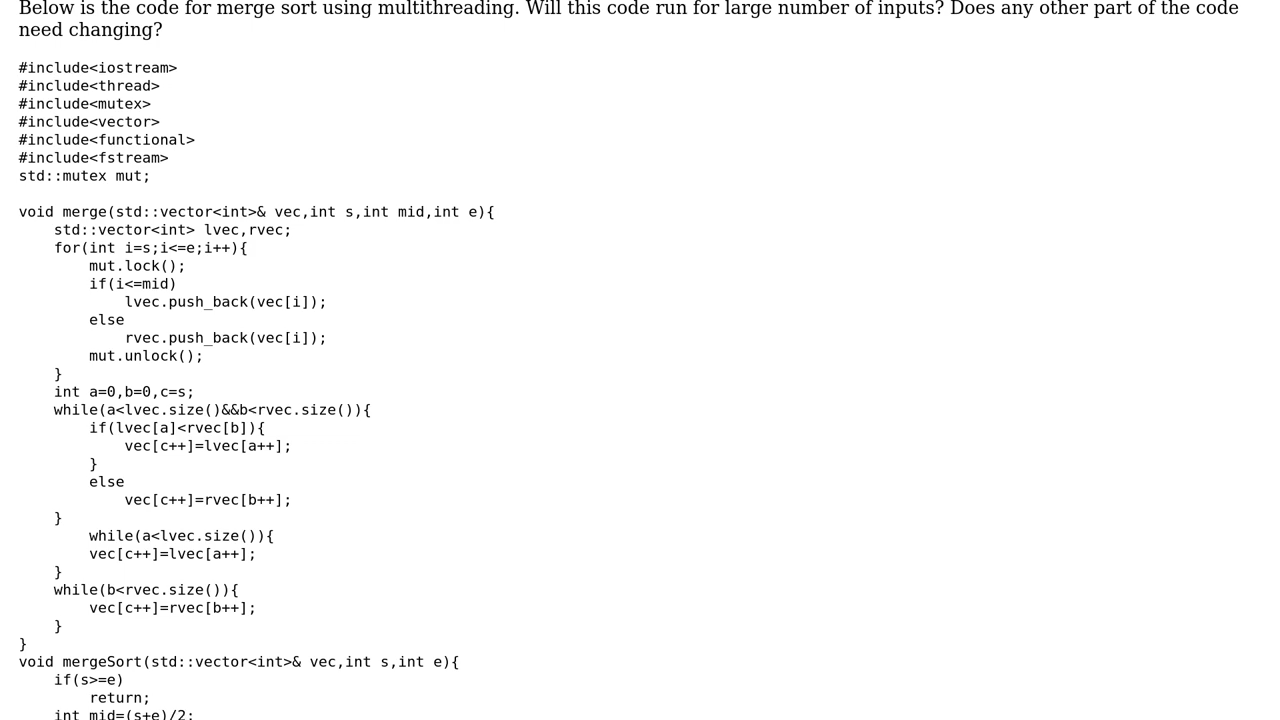 Below is the code for merge sort using multithreading. Will this code run for large number of inputs? Does any other part of the code
need changing?
#include<iostream>
#include<thread>
#include<mutex>
#include<vector>
#include<functional>
#include<fstream>
std::mutex mut;
void merge(std::vector<int>& vec,int s,int mid,int e){
    std::vector<int> lvec,rvec;
    for(int i=s;i<=e;i++){
        mut.lock();
        if(i<=mid)
            lvec.push_back(vec[i]);
        else
            rvec.push_back(vec[i]);
        mut.unlock();
    }
    int a=0,b=0,c=s;
    while(a<lvec.size()&&b<rvec.size()){
        if(lvec[a]<rvec[b]){
            vec[c++]=lvec[a++];
        }
        else
            vec[c++]=rvec[b++];
    }
        while(a<lvec.size()){
        vec[c++]=lvec[a++];
    }
    while(b<rvec.size()){
        vec[c++]=rvec[b++];
    }
}
void mergeSort(std::vector<int>& vec,int s,int e){
    if(s>=e)
        return;
    int mid=(s+e)/2;